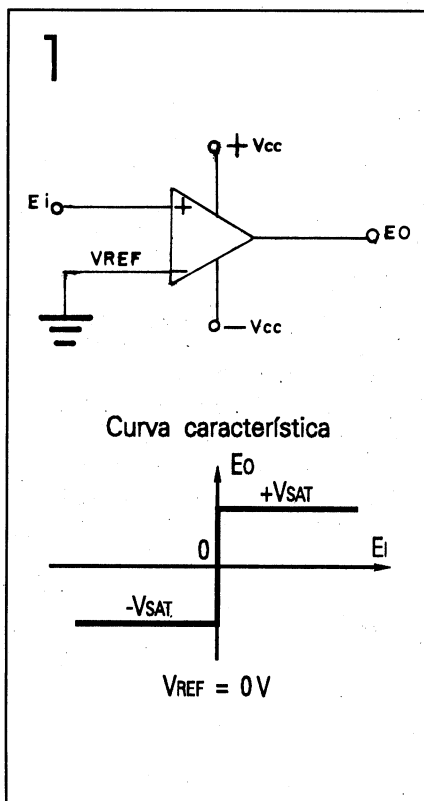 1
+ Vcc
Ei
+
VREF
−
EO
− Vcc
Curva característica
EO
+VSAT
0
EI
-VSAT
VREF = 0V